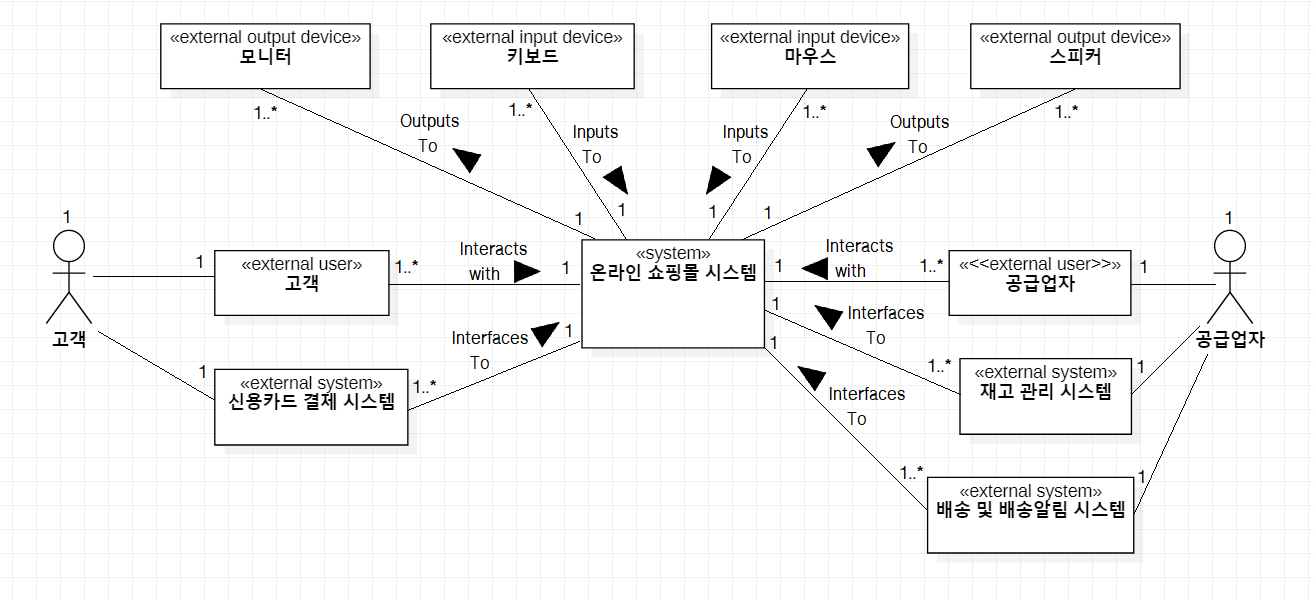 «external output device»
모니터
«external input device»
키보드
«external input device»
마우스
«external output device»
스피커
1..*
1..*
1..*
1..*
Outputs
To
Inputs
To
Inputs
To
Outputs
To
1
1
1
1
1
고객
1
«external user»
고객
1..*
Interacts
with
1
«system»
온라인 쇼핑몰 시스템
1
Interacts
with
1..*
«<<external user>>»
공급업자
1
1
공급업자
1
«external system»
신용카드 결제 시스템
1..*
Interfaces
To
1
1
Interfaces
To
1..*
«external system»
재고 관리 시스템
1
1
Interfaces
To
1..*
«external system»
배송 및 배송알림 시스템
1